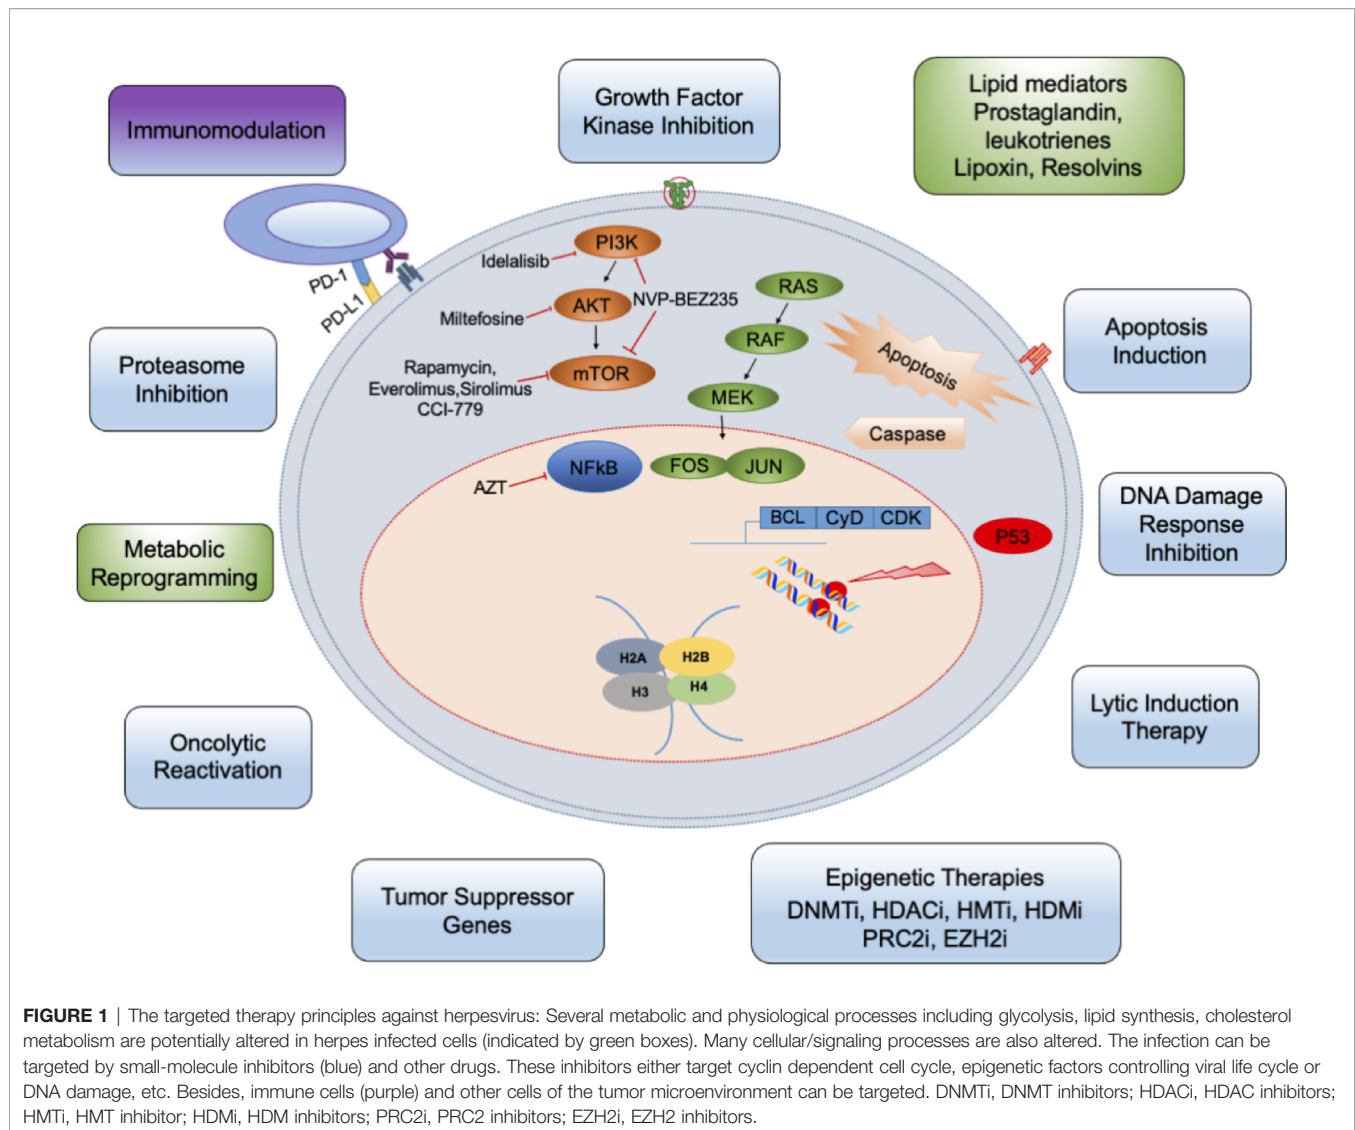 Immunomodulation
Growth Factor
Kinase Inhibition
Lipid mediators
Prostaglandin,
leukotrienes
Lipoxin, Resolvins
PD-1
PD-L1
PI3K
Idelalisib
AKT
NVP-BEZ235
Miltefosine
mTOR
Rapamycin,
Everolimus,Sirolimus
CCI-779
RAS
RAF
MEK
Apoptosis
Caspase
Apoptosis
Induction
Proteasome
Inhibition
NFkB
FOS
JUN
AZT
BCL CyD CDK
P53
DNA Damage
Response
Inhibition
Metabolic
Reprogramming
H2A
H2B
H3
H4
Oncolytic
Reactivation
Lytic Induction
Therapy
Tumor Suppressor
Genes
Epigenetic Therapies
DNMTi, HDACi, HMTi, HDMi
PRC2i, EZH2i
FIGURE 1 | The targeted therapy principles against herpesvirus: Several metabolic and physiological processes including glycolysis, lipid synthesis, cholesterol
metabolism are potentially altered in herpes infected cells (indicated by green boxes). Many cellular/signaling processes are also altered. The infection can be
targeted by small-molecule inhibitors (blue) and other drugs. These inhibitors either target cyclin dependent cell cycle, epigenetic factors controlling viral life cycle or
DNA damage, etc. Besides, immune cells (purple) and other cells of the tumor microenvironment can be targeted. DNMTi, DNMT inhibitors; HDACi, HDAC inhibitors;
HMTi, HMT inhibitor; HDMi, HDM inhibitors; PRC2i, PRC2 inhibitors; EZH2i, EZH2 inhibitors.